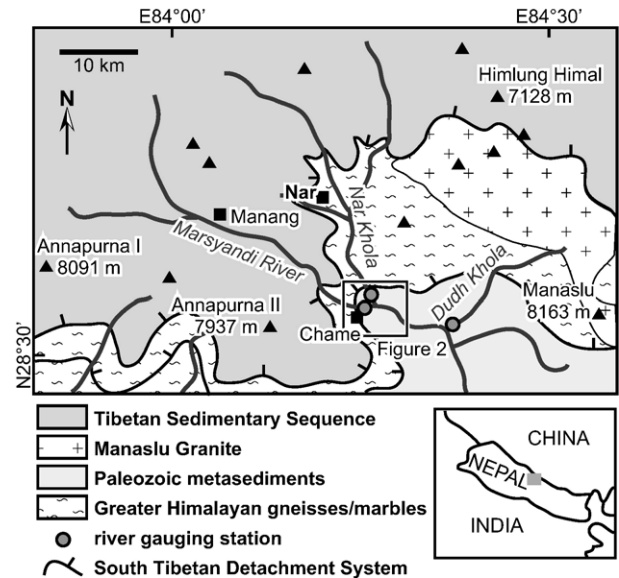 E84°00'
E84°30'
10 km
N
Himlung Himal
7128 m
Nar
Nar Khola
Manang
Marsyandi River
Annapurna I
8091 m
Dudh Khola
Annapurna II
7937 m
Manaslu
8163 m
Chame
Figure 2
N28°30'
Tibetan Sedimentary Sequence
Manaslu Granite
Paleozoic metasediments
Greater Himalayan gneisses/marbles
river gauging station
South Tibetan Detachment System
CHINA
NEPAL
INDIA